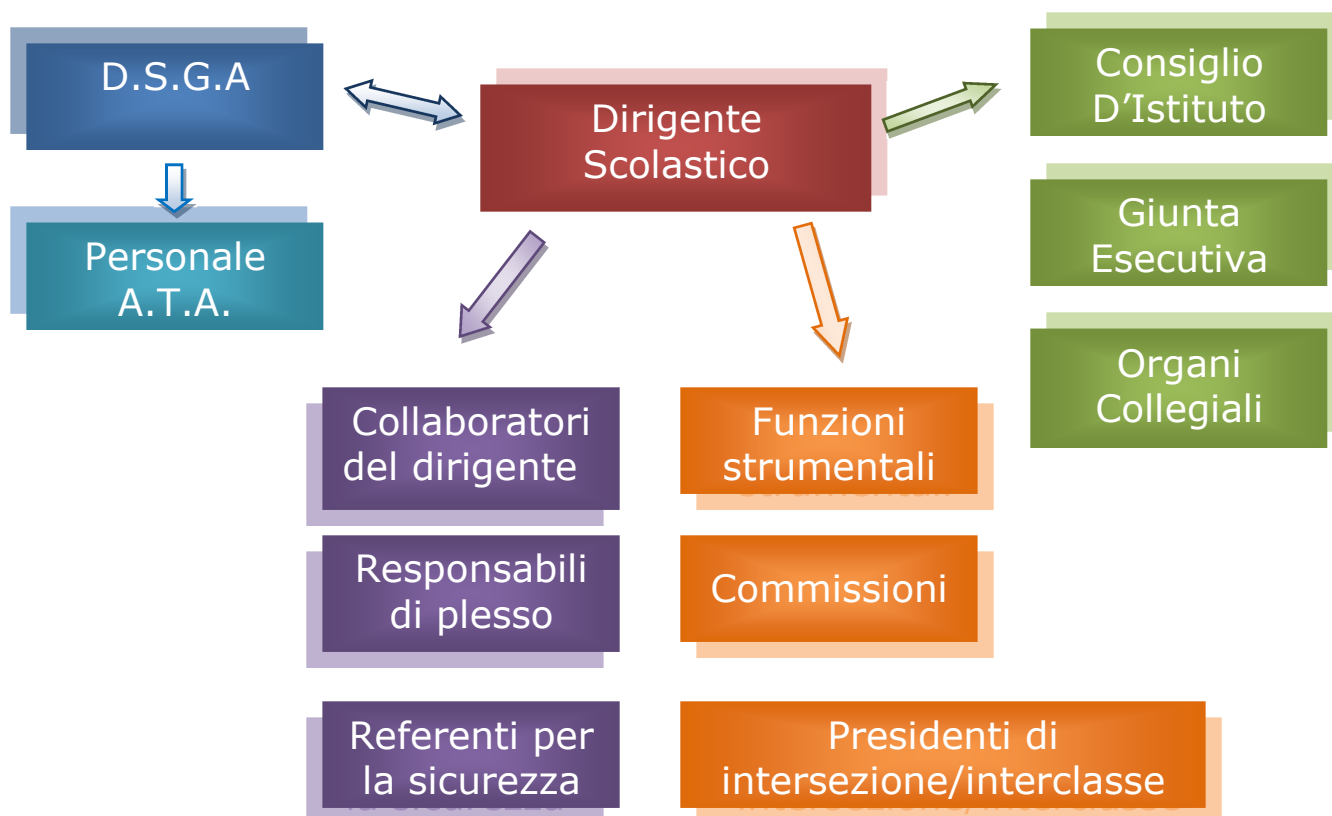 D.S.G.A
Dirigente
Scolastico
Consiglio
D’Istituto
Personale
A.T.A.
Giunta
Esecutiva
Organi
Collegiali
Collaboratori
del dirigente
Funzioni
strumentali
Responsabili
di plesso
Commissioni
Referenti per
la sicurezza
Presidenti di
intersezione/interclasse